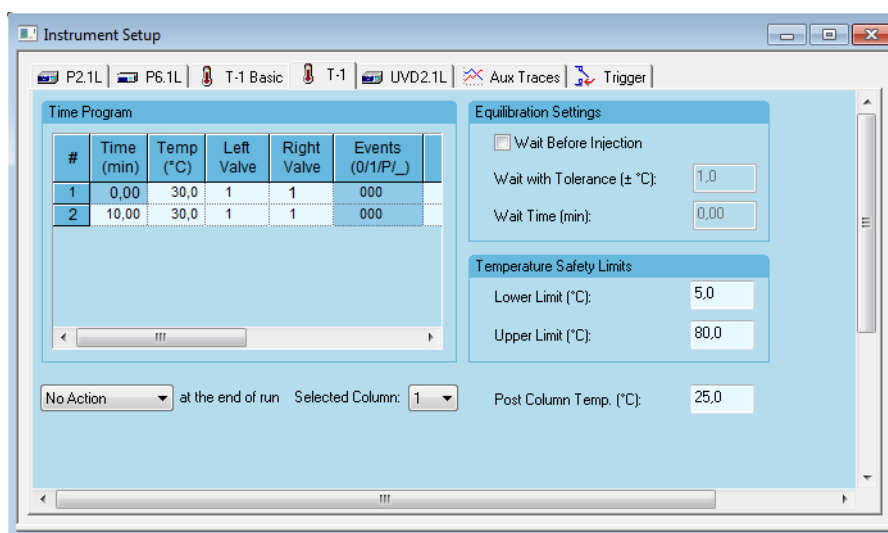 Instrument Setup
P2.1L P6.1L T-1 Basic T-1 UVD2.1L Aux Traces Trigger
Time Program
# Time (min) Temp (°C) Left Valve Right Valve Events (0/1/P/_)
1 0,00 30,0 1 1 000
2 10,00 30,0 1 1 000
Equilibration Settings
Wait Before Injection
Wait with Tolerance (± °C): 1,0
Wait Time (min): 0,00
Temperature Safety Limits
Lower Limit (°C): 5,0
Upper Limit (°C): 80,0
No Action at the end of run Selected Column: 1
Post Column Temp. (°C): 25,0